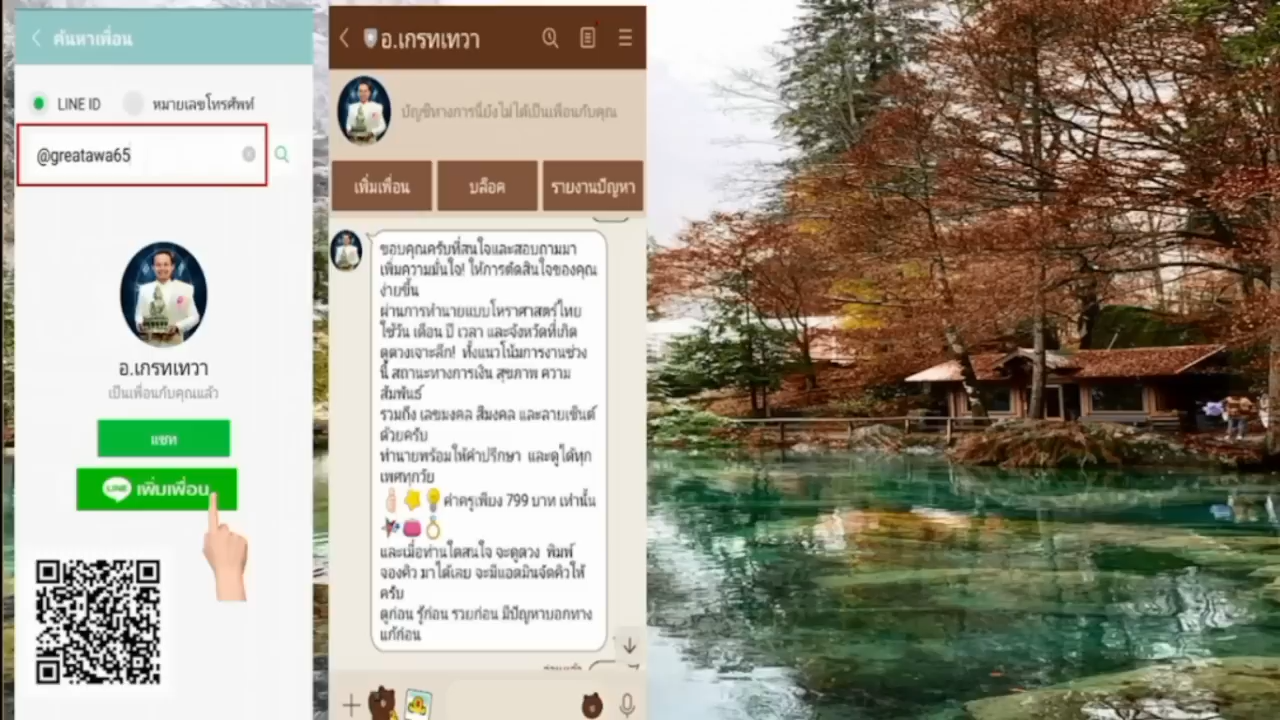 ค้นหาเพื่อน
LINE ID
หมายเลขโทรศัพท์
@greatawa65
อ.เกรทเทวา
เป็นเพื่อนกับคุณแล้ว
แชท
LINE เพิ่มเพื่อน
อ.เกรทเทวา
บัญชีทางการนี้ยังไม่ได้เป็นเพื่อนกับคุณ
เพิ่มเพื่อน
บล็อค
รายงานปัญหา
ขอบคุณครับที่สนใจและสอบถามมา
เพิ่มความมั่นใจ! ให้การตัดสินใจของคุณ
ง่ายขึ้น
ผ่านการทำนายแบบโหราศาสตร์ไทย
ใช้วัน เดือน ปี เวลา และจังหวัดที่เกิด
ดูดวงเจาะลึก! ทั้งแนวโน้มการงานช่วง
นี้ สถานะทางการเงิน สุขภาพ ความ
สัมพันธ์
รวมถึง เลขมงคล สีมงคล และลายเซ็นต์
ด้วยครับ
ทำนายพร้อมให้คำปรึกษา และดูได้ทุก
เพศทุกวัย
ค่าครูเพียง 799 บาท เท่านั้น
และเมื่อท่านใดสนใจ จะดูดวง พิมพ์
จองคิว มาได้เลย จะมีแอดมินจัดคิวให้
ครับ
ดูก่อน รู้ก่อน รวยก่อน มีปัญหาบอกทาง
แก้ก่อน